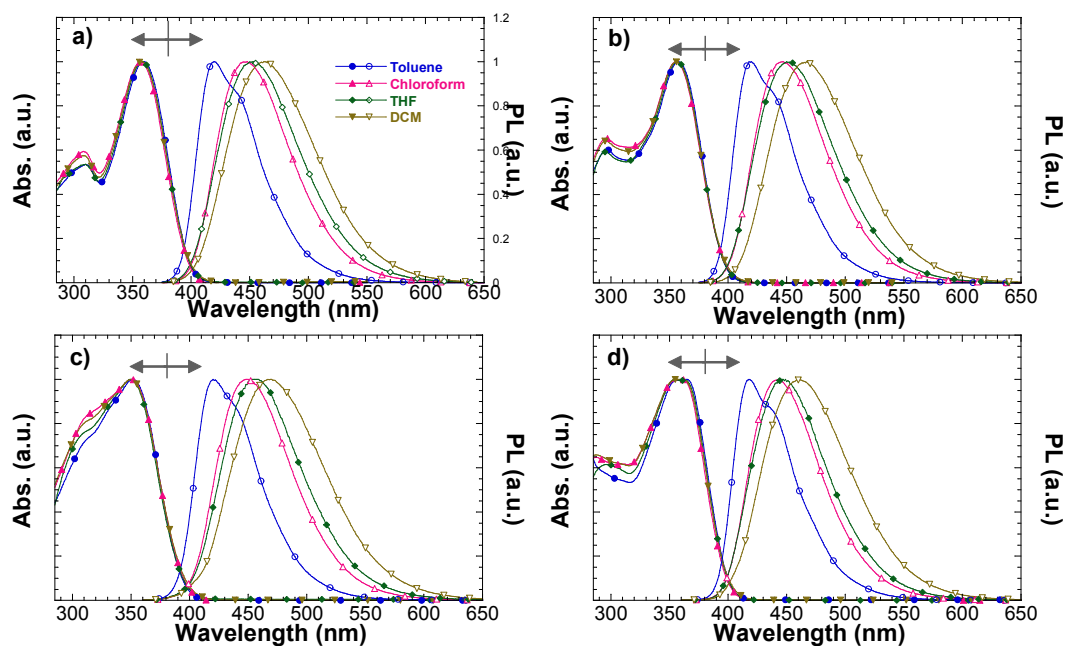 a)
Abs. (a.u.)
PL (a.u.)
1.2
1
0.8
0.6
0.4
0.2
0
Toluene
Chloroform
THF
DCM
300 350 400 450 500 550 600 650
Wavelength (nm)
b)
Abs. (a.u.)
PL (a.u.)
300 350 400 450 500 550 600 650
Wavelength (nm)
c)
Abs. (a.u.)
PL (a.u.)
300 350 400 450 500 550 600 650
Wavelength (nm)
d)
Abs. (a.u.)
PL (a.u.)
300 350 400 450 500 550 600 650
Wavelength (nm)